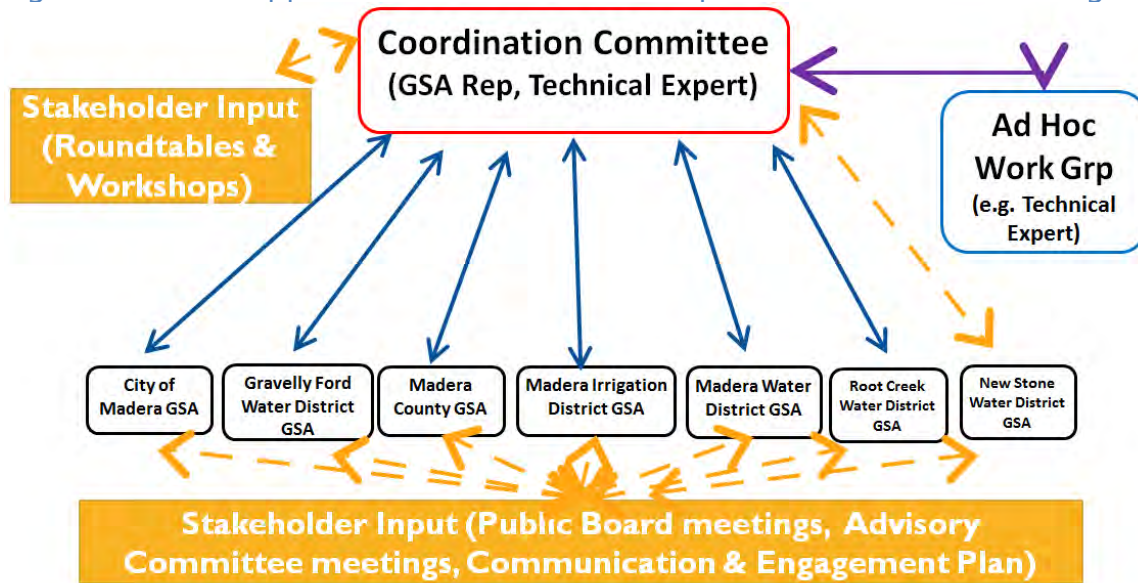 Coordination Committee
(GSA Rep, Technical Expert)
Stakeholder Input
(Roundtables &
Workshops)
Ad Hoc
Work Grp
(e.g. Technical
Expert)
City of
Madera GSA
Gravelly Ford
Water District
GSA
Madera
County GSA
Madera Irrigation
District GSA
Madera Water
District GSA
Root Creek
Water District
GSA
New Stone
Water District
GSA
Stakeholder Input (Public Board meetings, Advisory
Committee meetings, Communication & Engagement Plan)